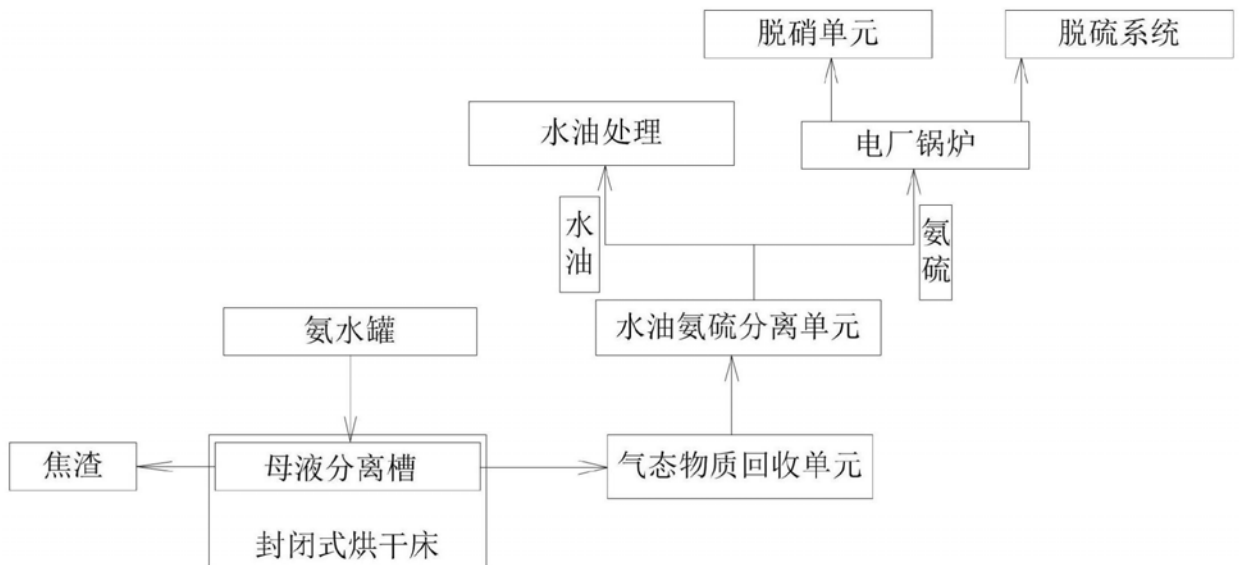 脱硝单元
脱硫系统
水油处理
电厂锅炉
水油
氨硫
水油氨硫分离单元
氨水罐
焦渣
母液分离槽
气态物质回收单元
封闭式烘干床